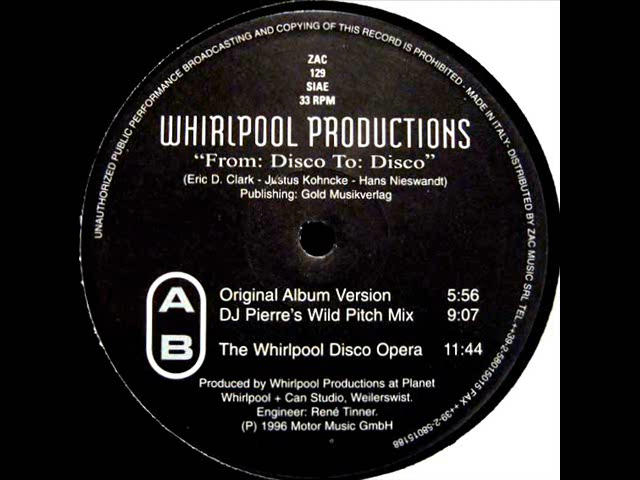 UNAUTHORIZED PUBLIC PERFORMANCE BROADCASTING AND COPYING OF THIS RECORD IS PROHIBITED - MADE IN ITALY- DISTRIBUTED BY ZAC MUSIC SRL TEL ++39-2-58015015 FAX ++39-2-58015188
ZAC
129
SIAE
33 RPM
WHIRLPOOL PRODUCTIONS
“From: Disco To: Disco”
(Eric D. Clark - Justus Kohncke - Hans Nieswandt)
Publishing: Gold Musikverlag
A
Original Album Version 5:56
DJ Pierre's Wild Pitch Mix 9:07
B
The Whirlpool Disco Opera 11:44
Produced by Whirlpool Productions at Planet
Whirlpool + Can Studio, Weilerswist.
Engineer: René Tinner.
(P) 1996 Motor Music GmbH